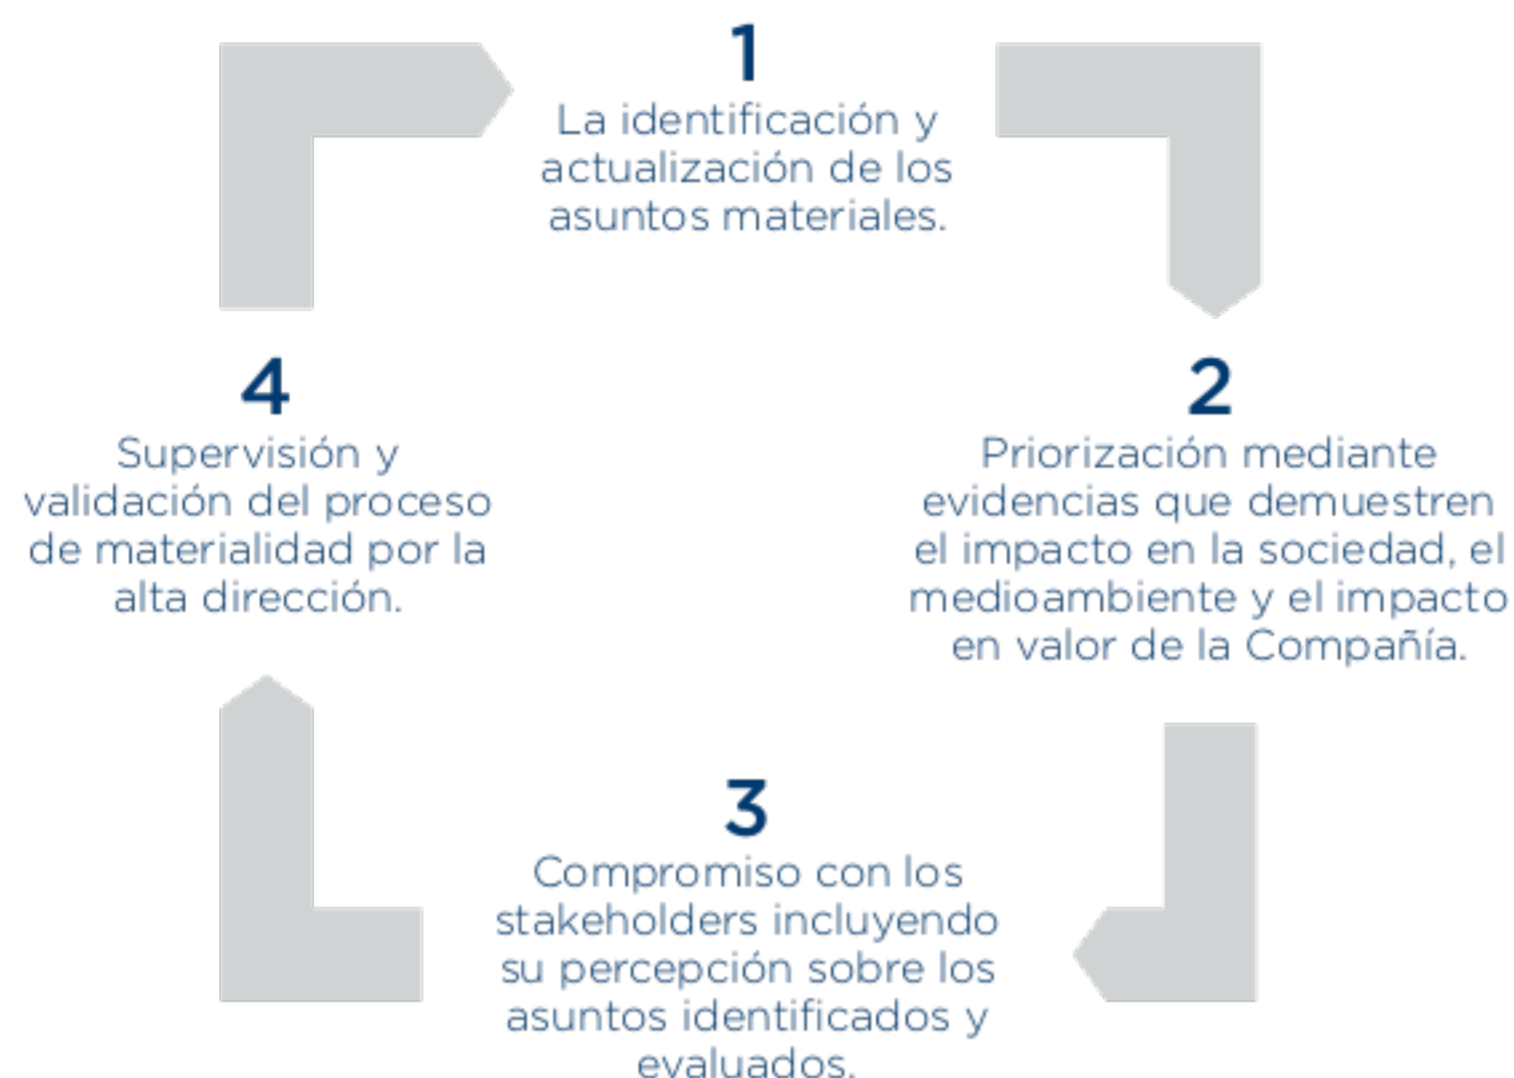 1
La identificación y
actualización de los
asuntos materiales.
2
Priorización mediante
evidencias que demuestren
el impacto en la sociedad, el
medioambiente y el impacto
en valor de la Compañía.
3
Compromiso con los
stakeholders incluyendo
su percepción sobre los
asuntos identificados y
evaluados.
4
Supervisión y
validación del proceso
de materialidad por la
alta dirección.